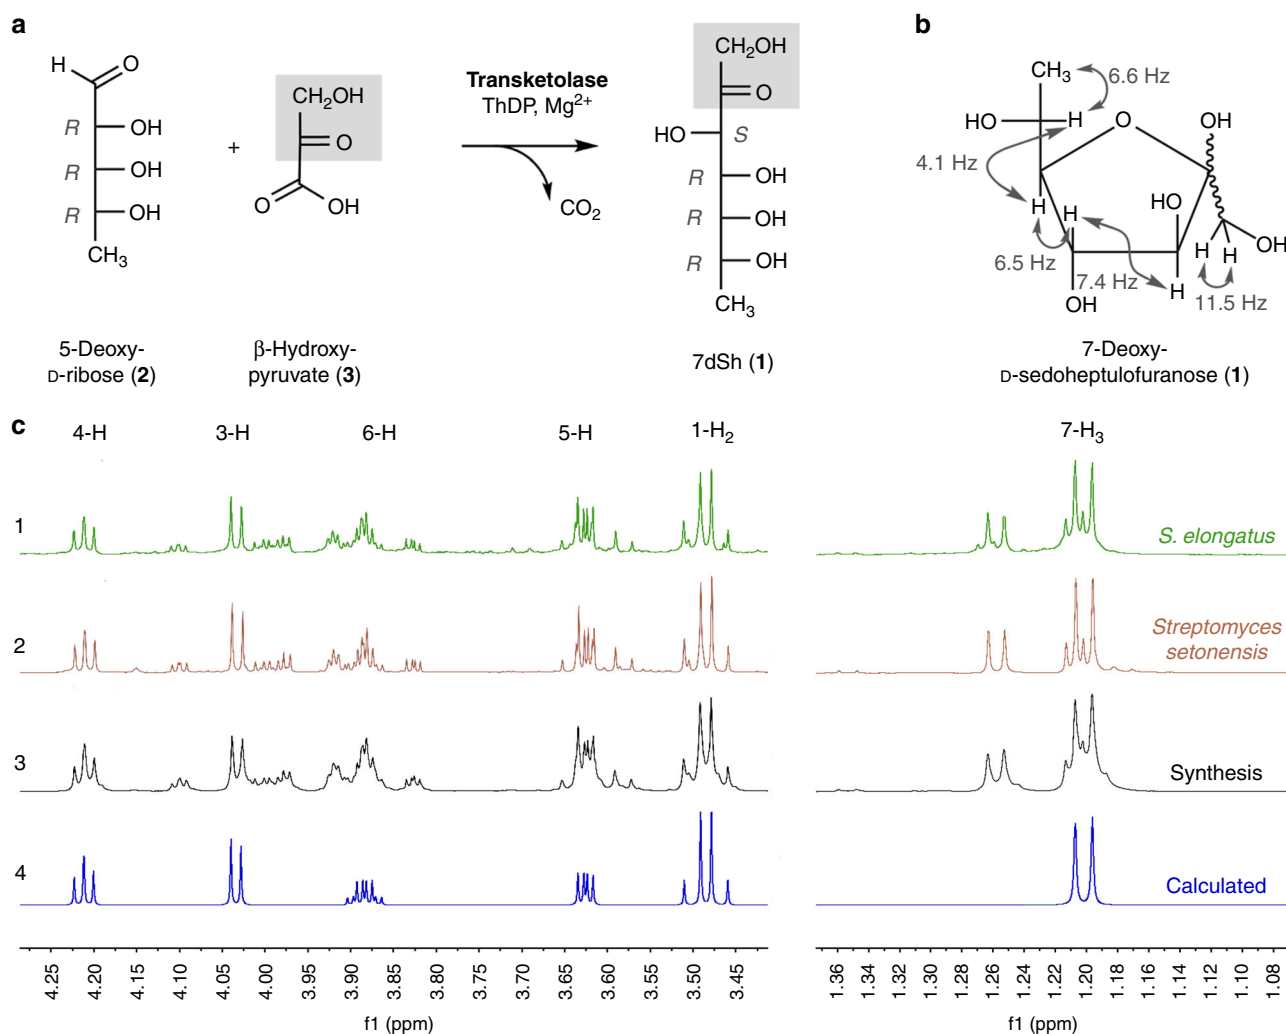 a
H
O
R
OH
R
OH
R
OH
CH3
+
CH2OH
O
O
OH
Transketolase
ThDP, Mg2+
CO2
CH2OH
O
HO
S
R
OH
R
OH
R
OH
CH3
5-Deoxy-
D-ribose (2)
β-Hydroxy-
pyruvate (3)
7dSh (1)
b
CH3
6.6 Hz
HO
H
O
OH
4.1 Hz
H
H
HO
OH
6.5 Hz
7.4 Hz
H
H
H
11.5 Hz
OH
7-Deoxy-
D-sedoheptulofuranose (1)
c
4-H
3-H
6-H
5-H
1-H2
7-H3
1
S. elongatus
2
Streptomyces
setonensis
3
Synthesis
4
Calculated
4.25 4.20 4.15 4.10 4.05 4.00 3.95 3.90 3.85 3.80 3.75 3.70 3.65 3.60 3.55 3.50 3.45
1.36 1.34 1.32 1.30 1.28 1.26 1.24 1.22 1.20 1.18 1.16 1.14 1.12 1.10 1.08
f1 (ppm)
f1 (ppm)